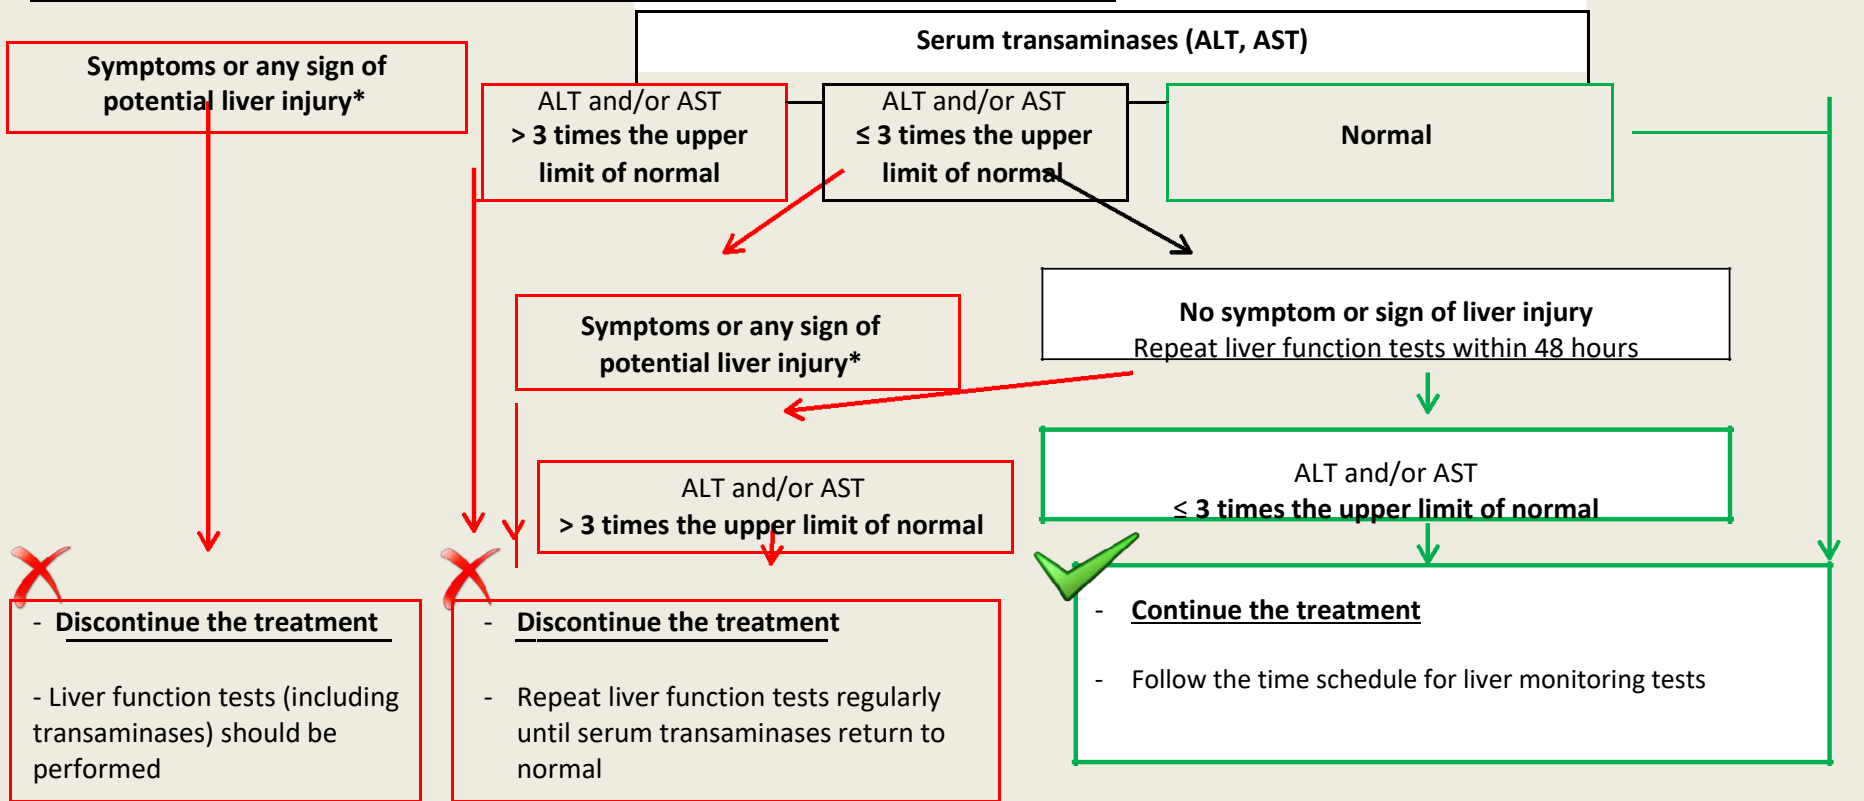 Serum transaminases (ALT, AST)
Symptoms or any sign of
potential liver injury*
ALT and/or AST
> 3 times the upper
limit of normal
ALT and/or AST
≤ 3 times the upper
limit of normal
Normal
Symptoms or any sign of
potential liver injury*
No symptom or sign of liver injury
Repeat liver function tests within 48 hours
ALT and/or AST
> 3 times the upper limit of normal
ALT and/or AST
≤ 3 times the upper limit of normal
- Discontinue the treatment
- Liver function tests (including
transaminases) should be
performed
- Discontinue the treatment
- Repeat liver function tests regularly
until serum transaminases return to
normal
- Continue the treatment
- Follow the time schedule for liver monitoring tests